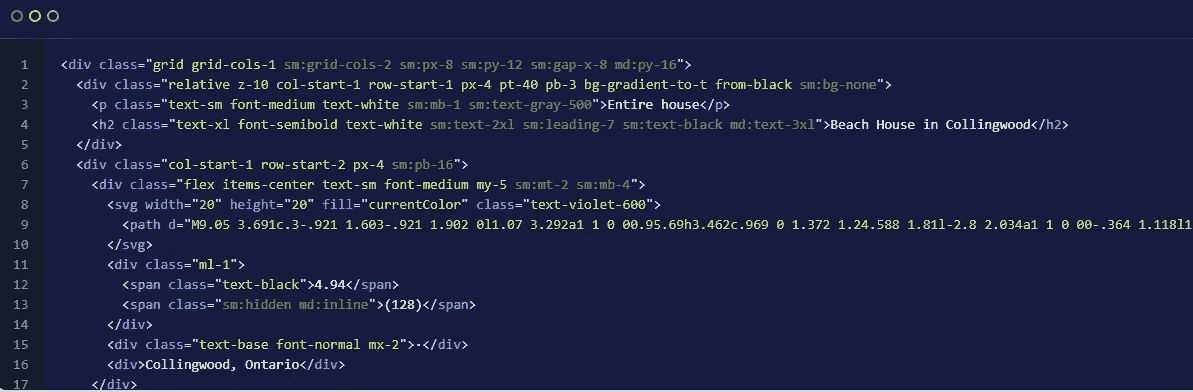 1 <div class="grid grid-cols-1 sm:grid-cols-2 sm:px-8 sm:py-12 sm:gap-x-8 md:py-16">
2 <div class="relative z-10 col-start-1 row-start-1 px-4 pt-40 pb-3 bg-gradient-to-t from-black sm:bg-none">
3 <p class="text-sm font-medium text-white sm:mb-1 sm:text-gray-500">Entire house</p>
4 <h2 class="text-xl font-semibold text-white sm:text-2xl sm:leading-7 sm:text-black md:text-3xl">Beach House in Collingwood</h2>
5 </div>
6 <div class="col-start-1 row-start-2 px-4 sm:pb-16">
7 <div class="flex items-center text-sm font-medium my-5 sm:mt-2 sm:mb-4">
8 <svg width="20" height="20" fill="currentColor" class="text-violet-600">
9 <path d="M9.05 3.691c.3-.921 1.603-.921 1.902 0l1.07 3.292a1 1 0 00.95.69h3.462c.969 0 1.372 1.24.588 1.81l-2.8 2.034a1 1 0 00-.364 1.118l1
10 </svg>
11 <div class="ml-1">
12 <span class="text-black">4.94</span>
13 <span class="sm:hidden md:inline">(128)</span>
14 </div>
15 <div class="text-base font-normal mx-2">·</div>
16 <div>Collingwood, Ontario</div>
17 </div>